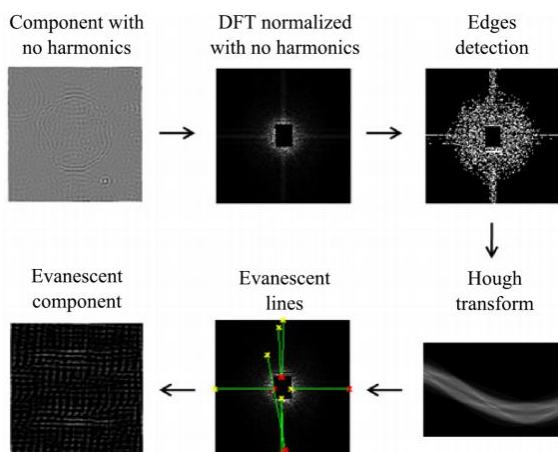 Component with
no harmonics
DFT normalized
with no harmonics
Edges
detection
Evanescent
component
Evanescent
lines
Hough
transform